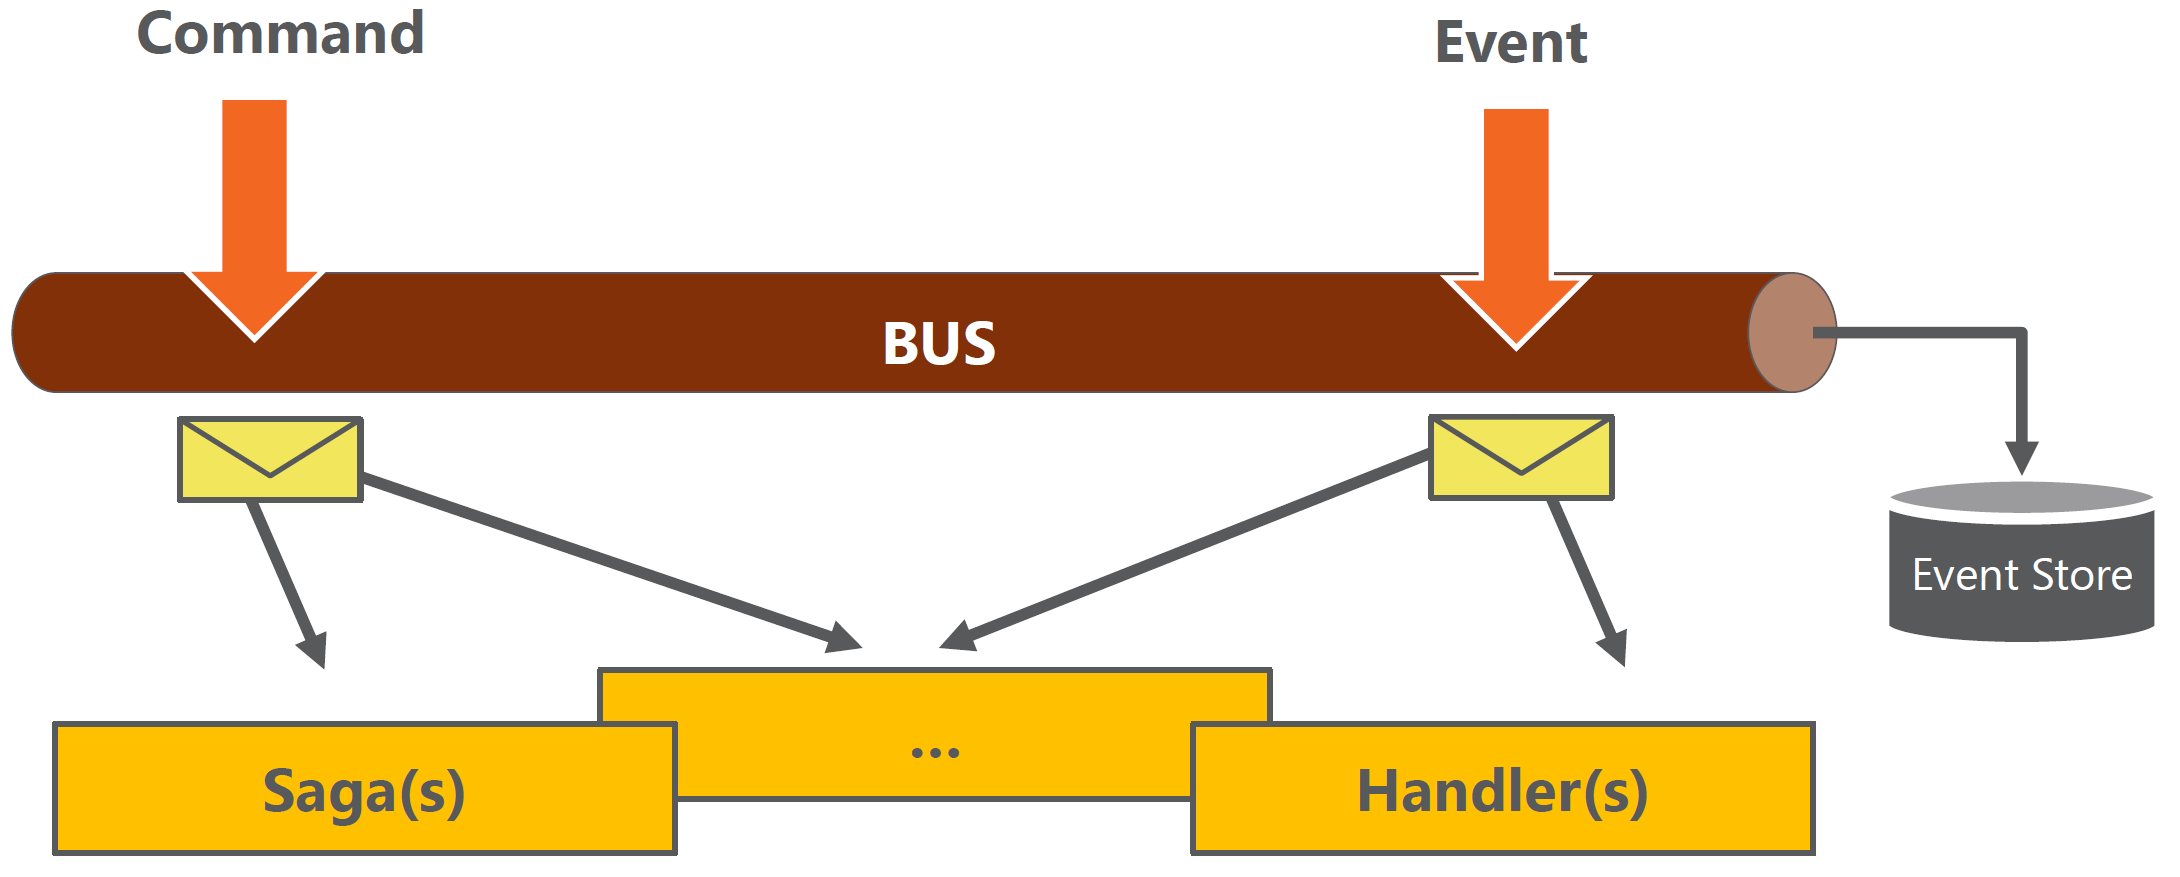 Command
Event
BUS
Event Store
...
Saga(s)
Handler(s)